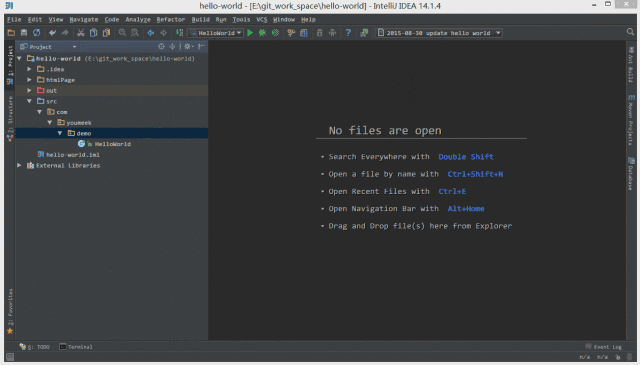 hello-world - [E:\git_work_space\hello-world] - IntelliJ IDEA 14.1.4
File Edit View Navigate Code Analyze Refactor Build Run Tools VCS Window Help
HelloWorld
2015-08-30 update hello world
Project
hello-world (E:\git_work_space\hello-world)
.idea
htmlPage
out
src
com
youmeek
demo
HelloWorld
hello-world.iml
External Libraries
1: Project
Structure
Favorites
Ant Build
Maven Projects
Database
No files are open
• Search Everywhere with Double Shift
• Open a file by name with Ctrl+Shift+N
• Open Recent Files with Ctrl+E
• Open Navigation Bar with Alt+Home
• Drag and Drop file(s) here from Explorer
6: TODO
Terminal
Event Log
n/a n/a